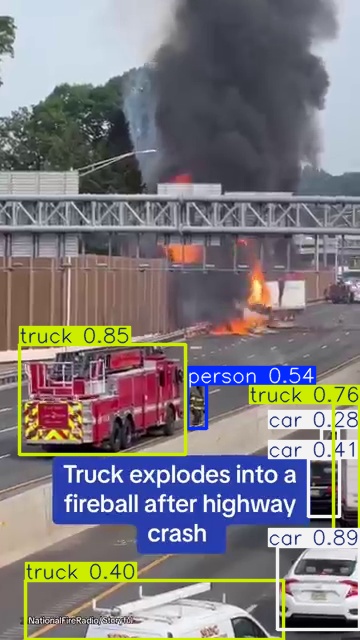 truck 0.85
person 0.54
truck 0.76
car 0.28
car 0.41
Truck explodes into a
fireball after highway
crash
car 0.89
truck 0.40
NationalFireRadio/Storyful